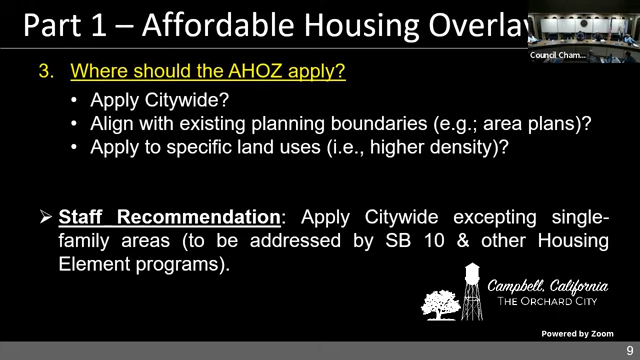 Part 1 – Affordable Housing Overlay
Council Cham...
3. Where should the AHOZ apply?
• Apply Citywide?
• Align with existing planning boundaries (e.g.; area plans)?
• Apply to specific land uses (i.e., higher density)?
➢ Staff Recommendation: Apply Citywide excepting single-
family areas (to be addressed by SB 10 & other Housing
Element programs).
Campbell, California
THE ORCHARD CITY
Powered by Zoom
9